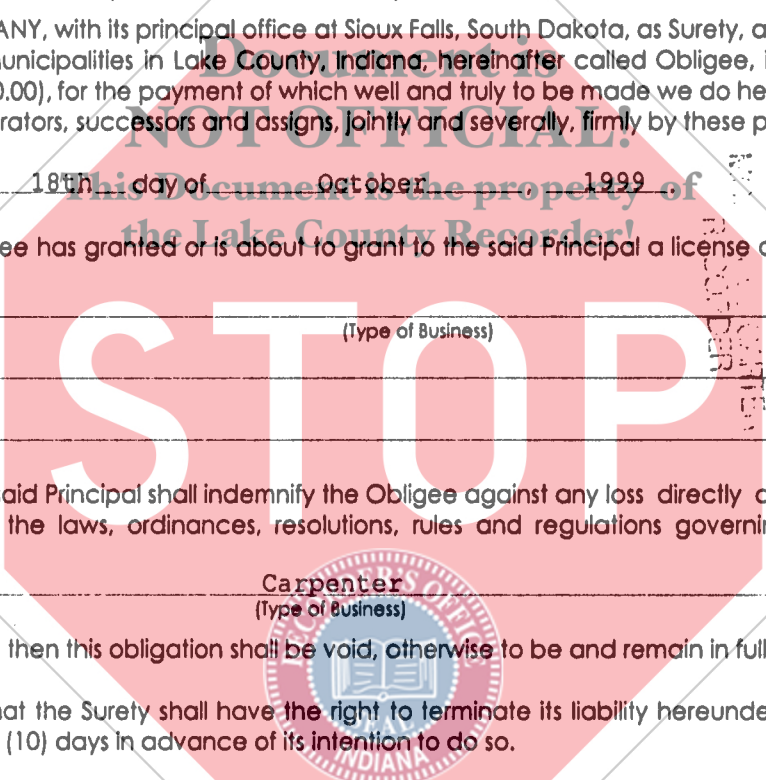 ANY, with its principal office at Sioux Falls, South Dakota, as Surety, a
unicipalities in Lake County, Indiana, hereinafter called Obligee, i
0.00), for the payment of which well and truly to be made we do he
rators, successors and assigns, jointly and severally, firmly by these p
Document is
NOT OFFICIAL!
This Document is the property of
the Lake County Recorder!
18th day of October, 1999.
ee has granted or is about to grant to the said Principal a license o
(Type of Business)
STOP
said Principal shall indemnify the Obligee against any loss directly a
the laws, ordinances, resolutions, rules and regulations governin
Carpenter
(Type of Business)
then this obligation shall be void, otherwise to be and remain in full
at the Surety shall have the right to terminate its liability hereunde
(10) days in advance of its intention to do so.
RECORDER'S OFFICE
SEAL
INDIANA